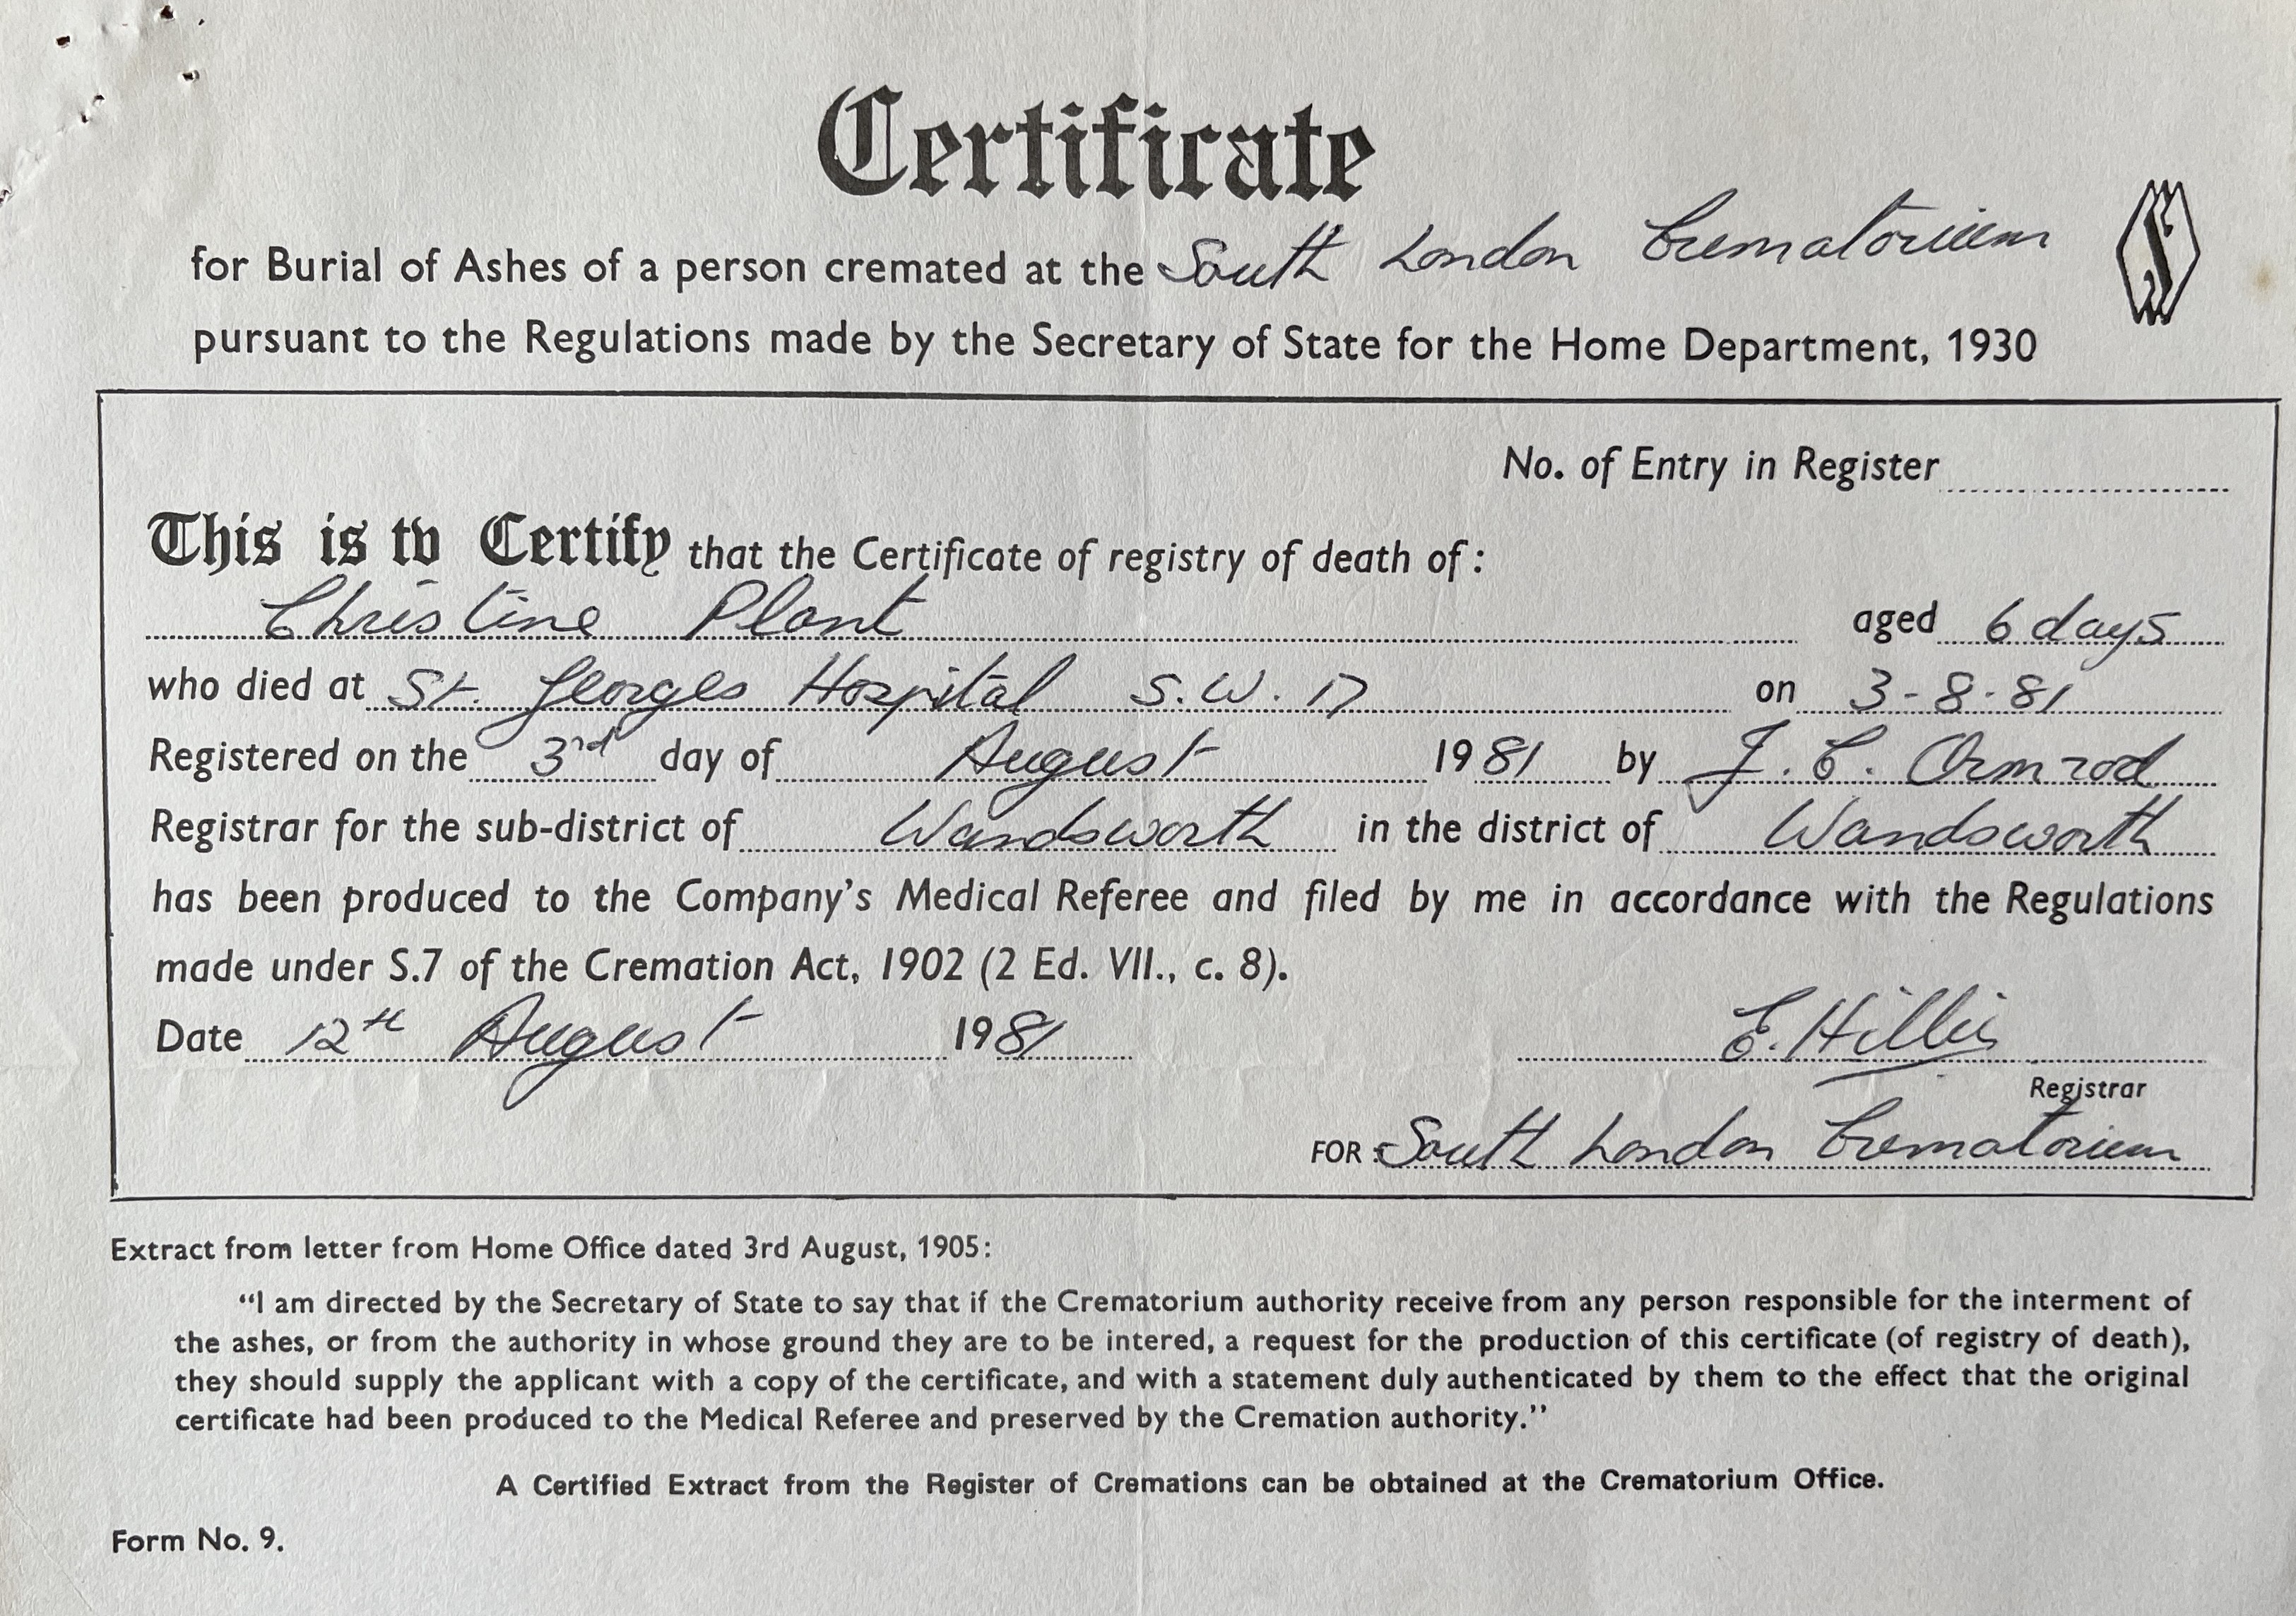 Certificate
for Burial of Ashes of a person cremated at the South London Crematorium
pursuant to the Regulations made by the Secretary of State for the Home Department, 1930
No. of Entry in Register
This is to Certify that the Certificate of registry of death of:
Christine Plant aged 6 days
who died at St. Georges Hospital S.W. 17 on 3-8-81
Registered on the 3rd day of August 1981 by J. C. Ormrod
Registrar for the sub-district of Wandsworth in the district of Wandsworth
has been produced to the Company's Medical Referee and filed by me in accordance with the Regulations
made under S.7 of the Cremation Act, 1902 (2 Ed. VII., c. 8).
Date 12th August 1981 E. Hillis
Registrar
FOR: South London Crematorium
Extract from letter from Home Office dated 3rd August, 1905:
"I am directed by the Secretary of State to say that if the Crematorium authority receive from any person responsible for the interment of
the ashes, or from the authority in whose ground they are to be intered, a request for the production of this certificate (of registry of death),
they should supply the applicant with a copy of the certificate, and with a statement duly authenticated by them to the effect that the original
certificate had been produced to the Medical Referee and preserved by the Cremation authority."
A Certified Extract from the Register of Cremations can be obtained at the Crematorium Office.
Form No. 9.